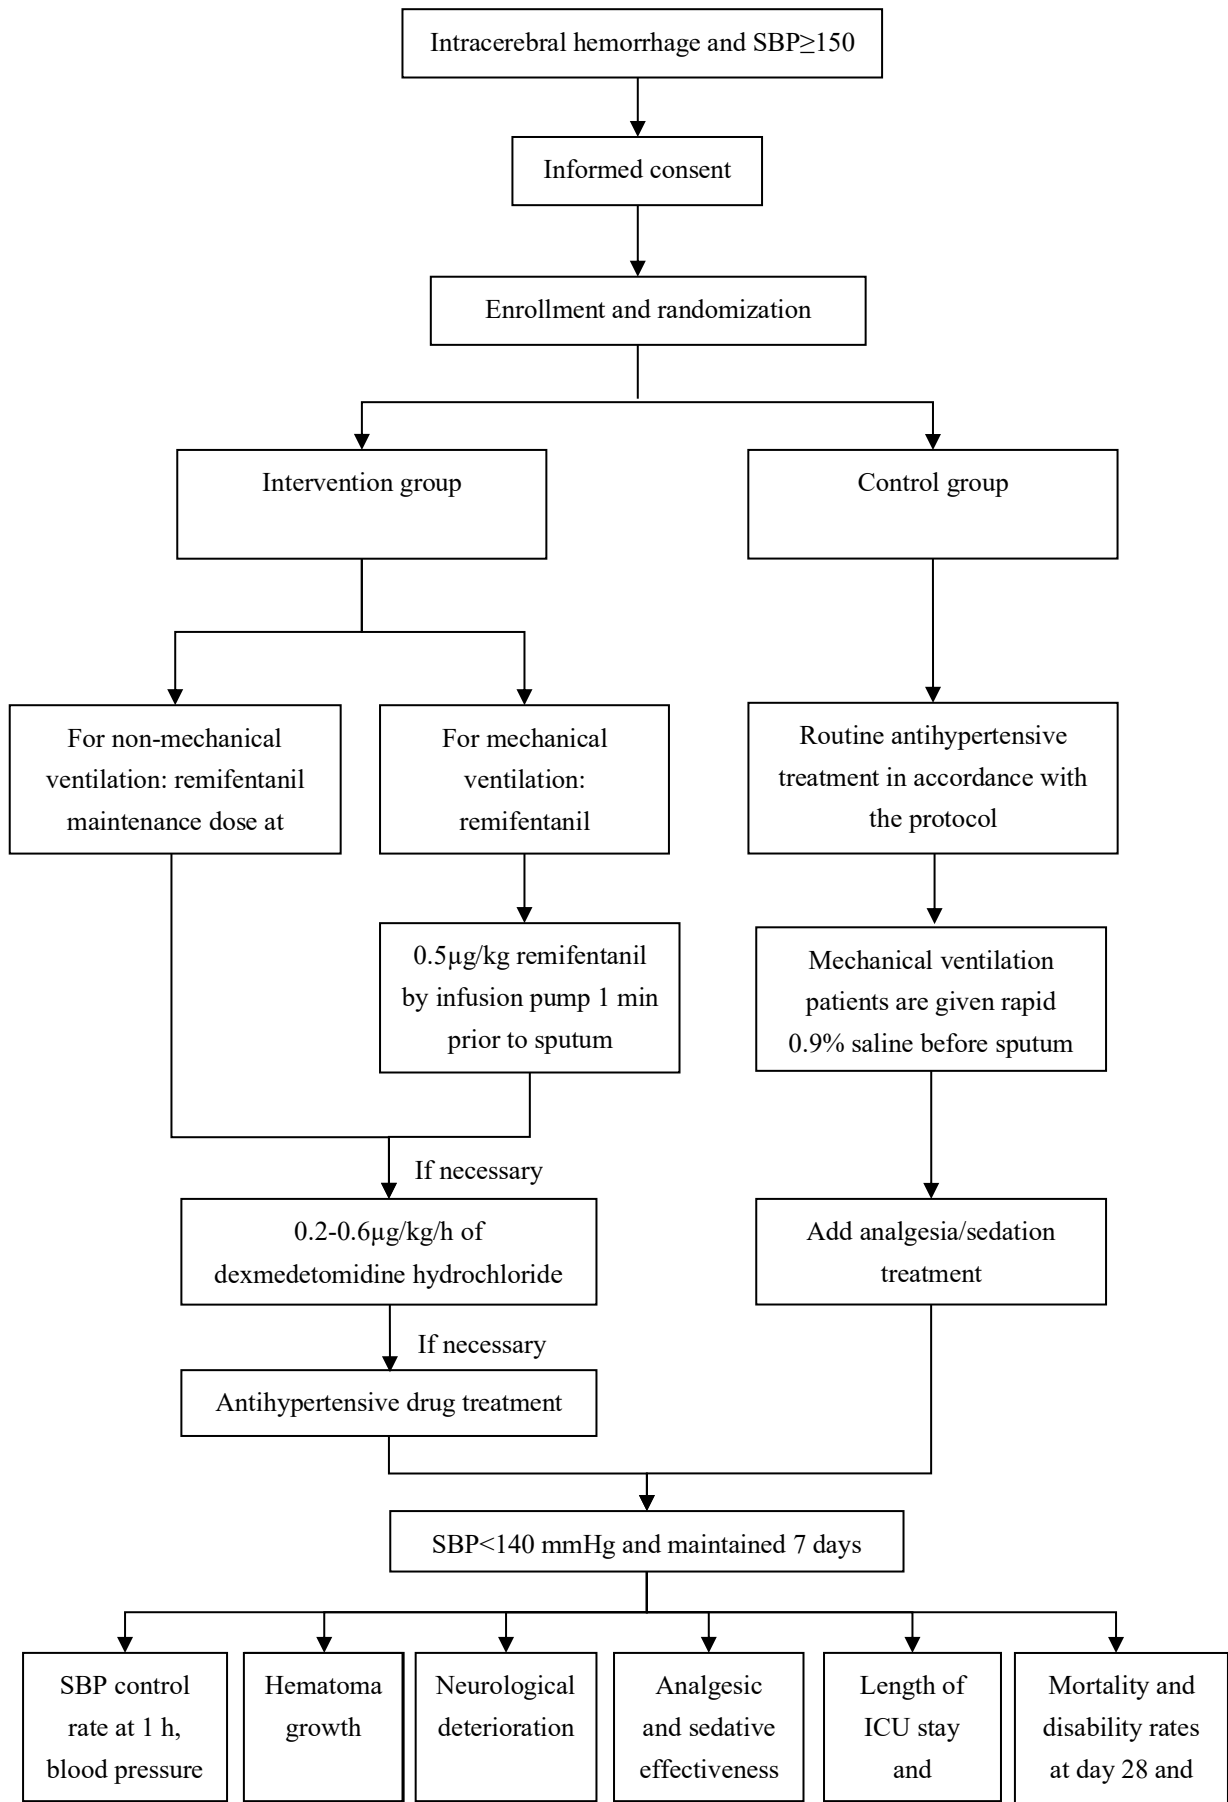 Intracerebral hemorrhage and SBP≥150
Informed consent
Enrollment and randomization
Intervention group
Control group
For non-mechanical
ventilation: remifentanil
maintenance dose at
For mechanical
ventilation:
remifentanil
Routine antihypertensive
treatment in accordance with
the protocol
0.5µg/kg remifentanil
by infusion pump 1 min
prior to sputum
Mechanical ventilation
patients are given rapid
0.9% saline before sputum
If necessary
0.2-0.6µg/kg/h of
dexmedetomidine hydrochloride
Add analgesia/sedation
treatment
If necessary
Antihypertensive drug treatment
SBP<140 mmHg and maintained 7 days
SBP control
rate at 1 h,
blood pressure
Hematoma
growth
Neurological
deterioration
Analgesic
and sedative
effectiveness
Length of
ICU stay
and
Mortality and
disability rates
at day 28 and